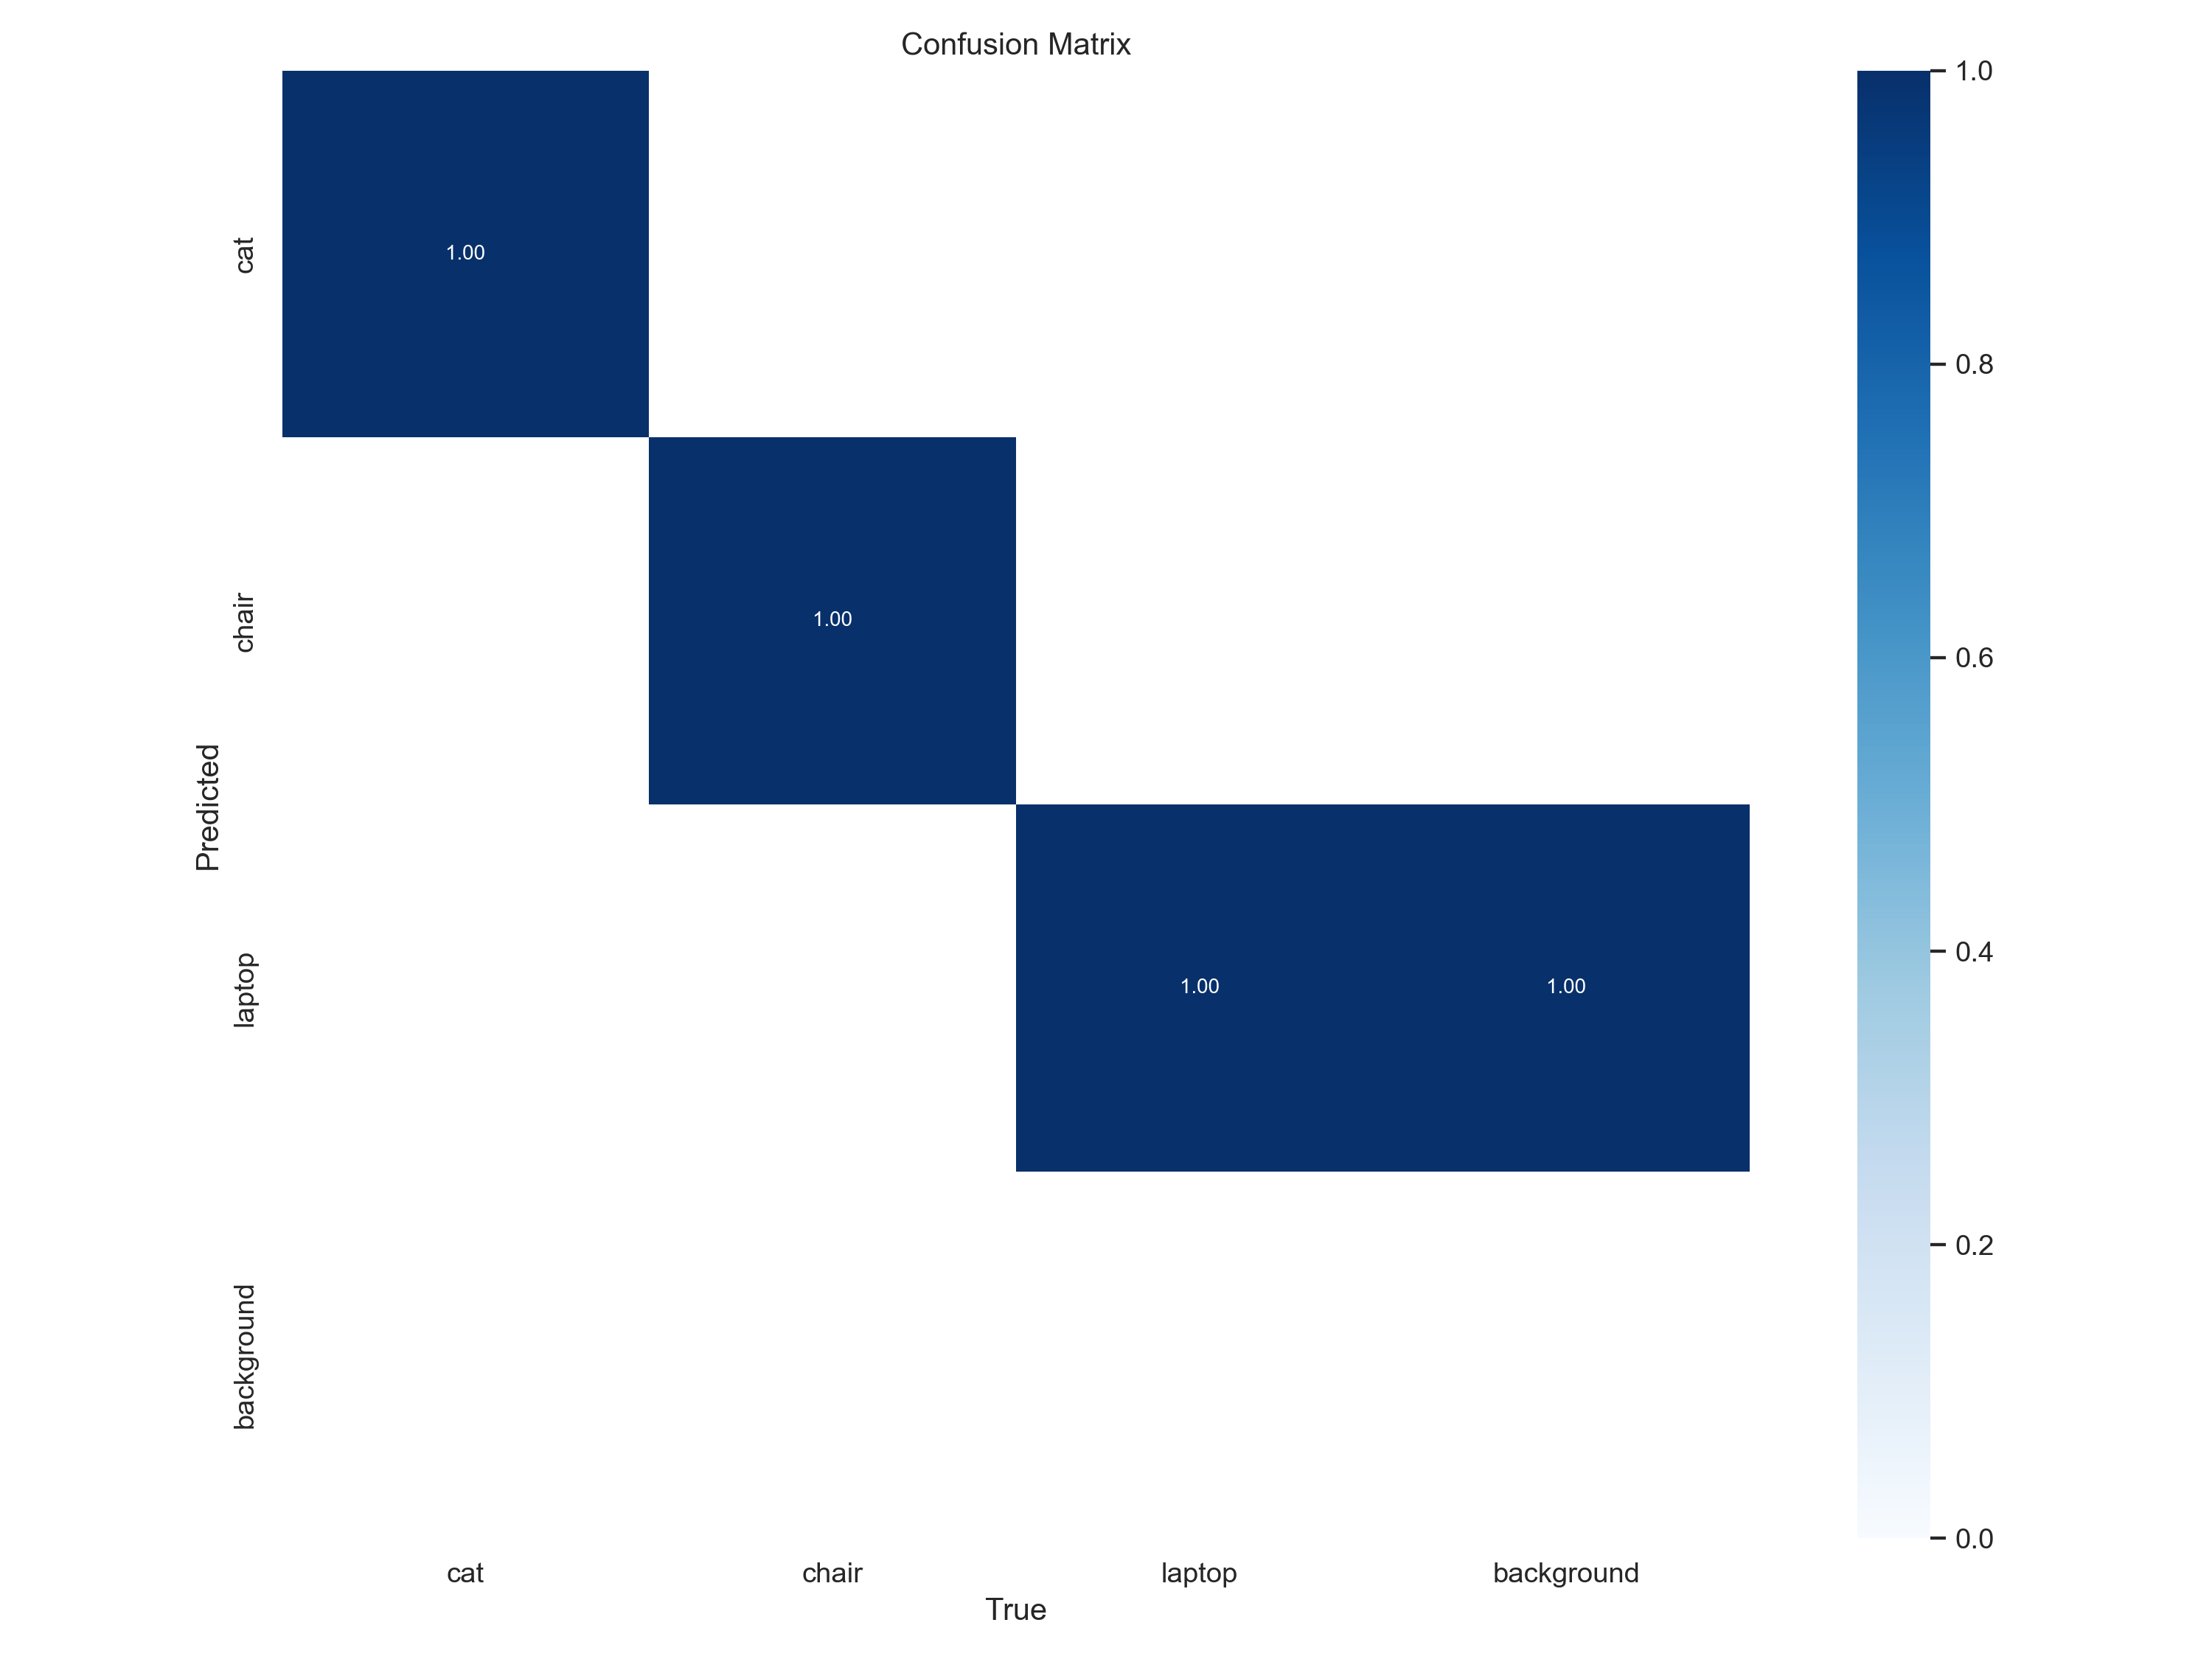 Confusion Matrix
1.0
cat
1.00
0.8
chair
1.00
0.6
Predicted
laptop
1.00 1.00
0.4
background
0.2
0.0
cat chair laptop background
True